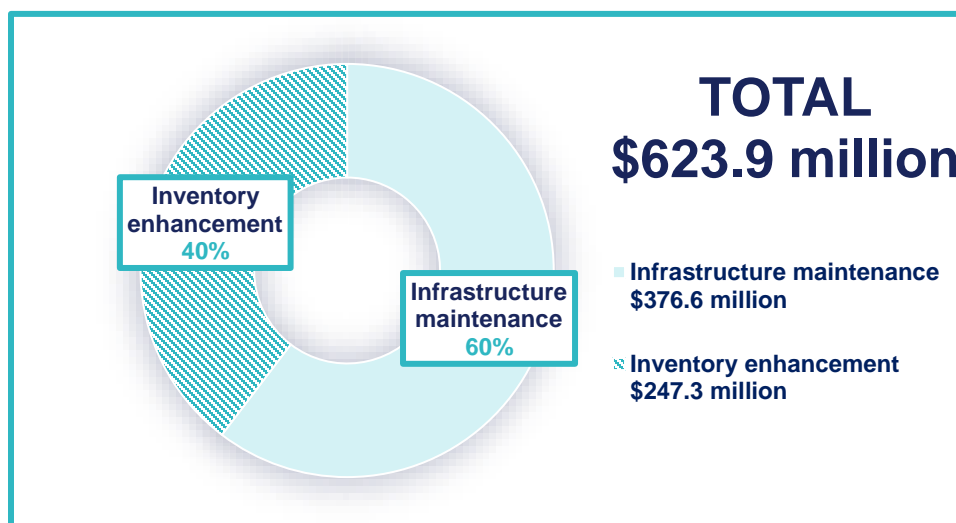 TOTAL
$623.9 million
Inventory
enhancement
40%
Infrastructure
maintenance
60%
Infrastructure maintenance
$376.6 million
Inventory enhancement
$247.3 million